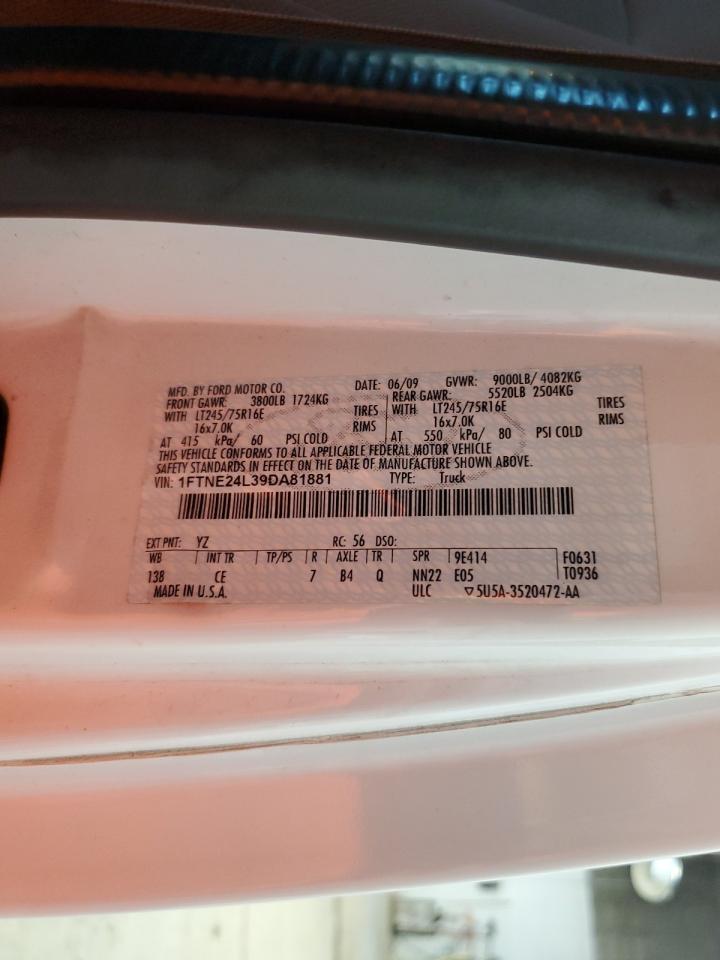 MFD. BY FORD MOTOR CO. DATE: 06/09 GVWR: 9000LB/ 4082KG
FRONT GAWR: 3800LB 1724KG REAR GAWR: 5520LB 2504KG
WITH LT245/75R16E TIRES WITH LT245/75R16E TIRES
16x7.0K RIMS 16x7.0K RIMS
AT 415 kPa/ 60 PSI COLD AT 550 kPa/ 80 PSI COLD
THIS VEHICLE CONFORMS TO ALL APPLICABLE FEDERAL MOTOR VEHICLE
SAFETY STANDARDS IN EFFECT ON THE DATE OF MANUFACTURE SHOWN ABOVE.
VIN: 1FTNE24L39DA81881 TYPE: Truck
EXT PNT: YZ RC: 56 DSO:
WB INT TR TP/PS R AXLE TR SPR 9E414 F0631
138 CE 7 B4 Q NN22 E05 T0936
MADE IN U.S.A. ULC ▽5U5A-3520472-AA